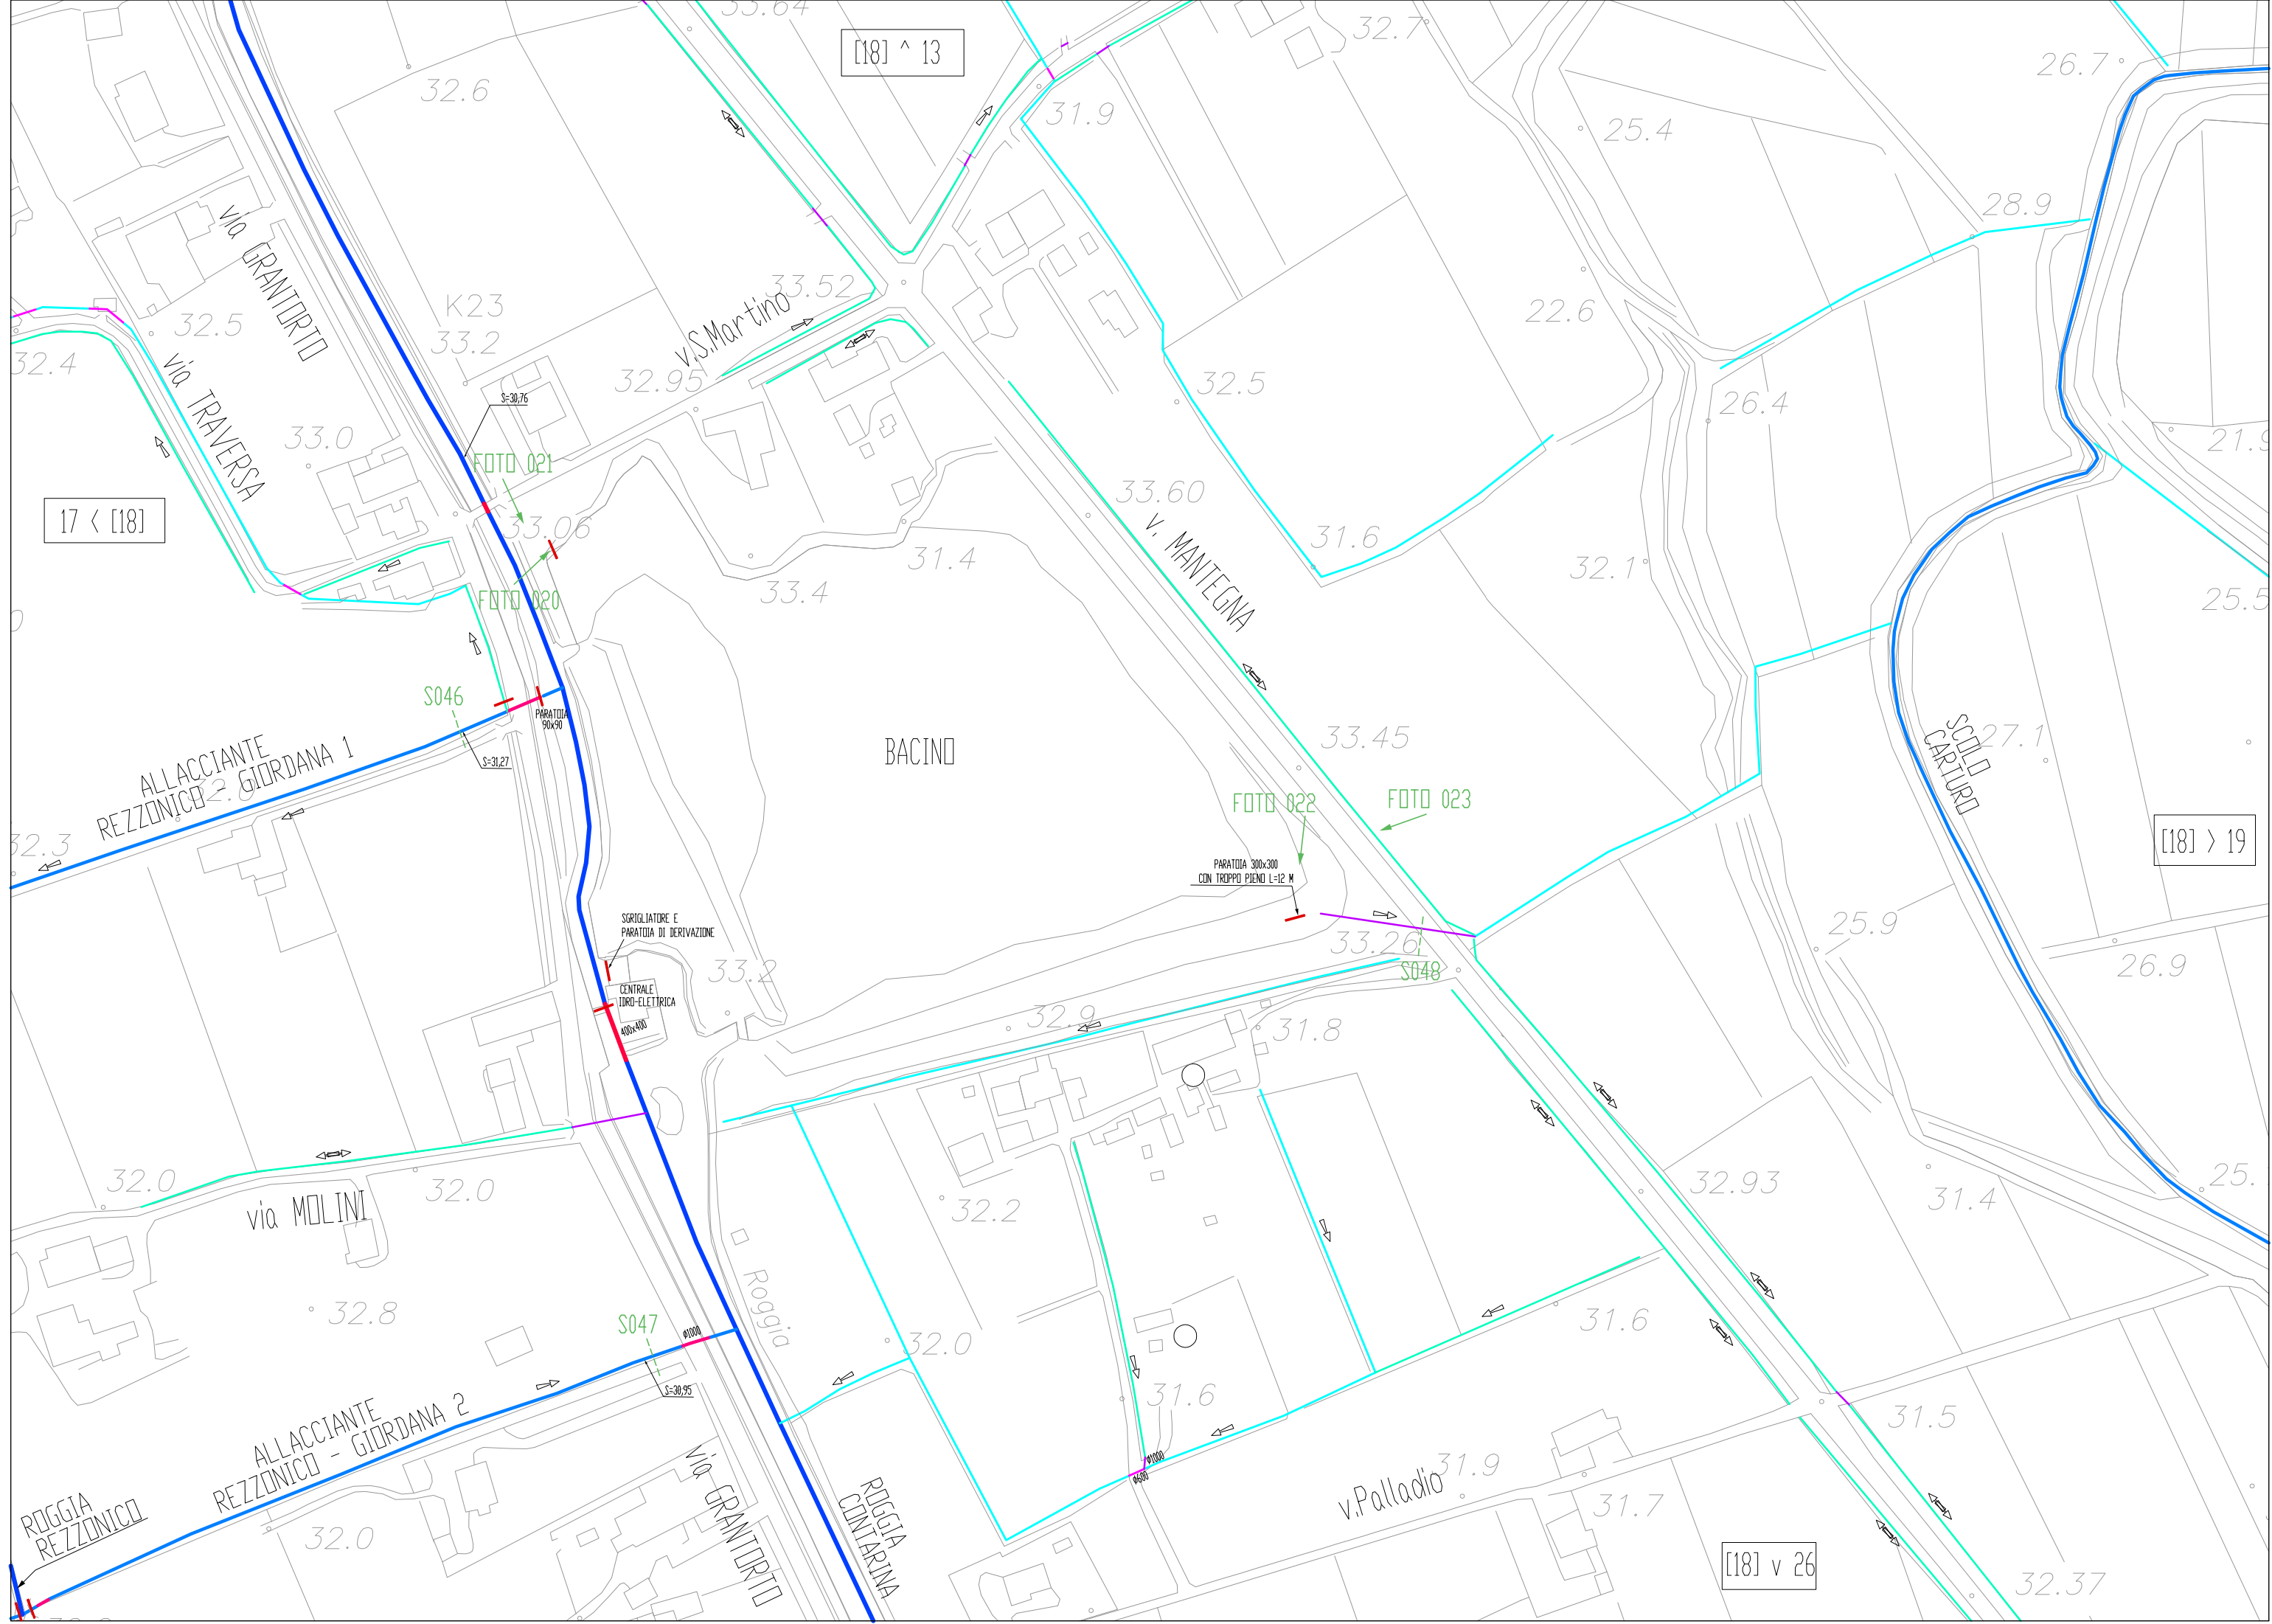 33.64
[18] ^ 13
32.7
26.7
32.6
31.9
25.4
28.9
via GRANTORTO
33.52
K23
33.2
32.5
22.6
v.S.Martino
32.4
via TRAVERSA
32.95
32.5
26.4
S=30,76
33.0
21.9
FOTO 021
33.60
17 < [18]
33.06
31.6
v. MANTEGNA
31.4
32.1
33.4
FOTO 020
25.5
S046
PARATOIA
90x90
33.45
SCOLO
CARTURO
27.1
BACINO
ALLACCIANTE
REZZONICO - GIORDANA 1
S=31,27
32.0
FOTO 022
FOTO 023
32.3
[18] > 19
PARATOIA 300x300
CON TROPPO PIENO L=12 M
SGRIGLIATORE E
PARATOIA DI DERIVAZIONE
25.9
33.26
S048
33.2
26.9
CENTRALE
IDRO-ELETTRICA
400x400
32.9
31.8
32.0
32.0
32.93
31.4
25.
via MOLINI
32.2
Roggia
32.8
S047
ø1000
31.6
32.0
S=30,95
31.6
31.5
ALLACCIANTE
REZZONICO - GIORDANA 2
via GRANTORTO
ø1000
ø600
31.9
v.Palladio
31.7
ROGGIA
REZZONICO
ROGGIA
CONTARINA
32.0
[18] v 26
32.37